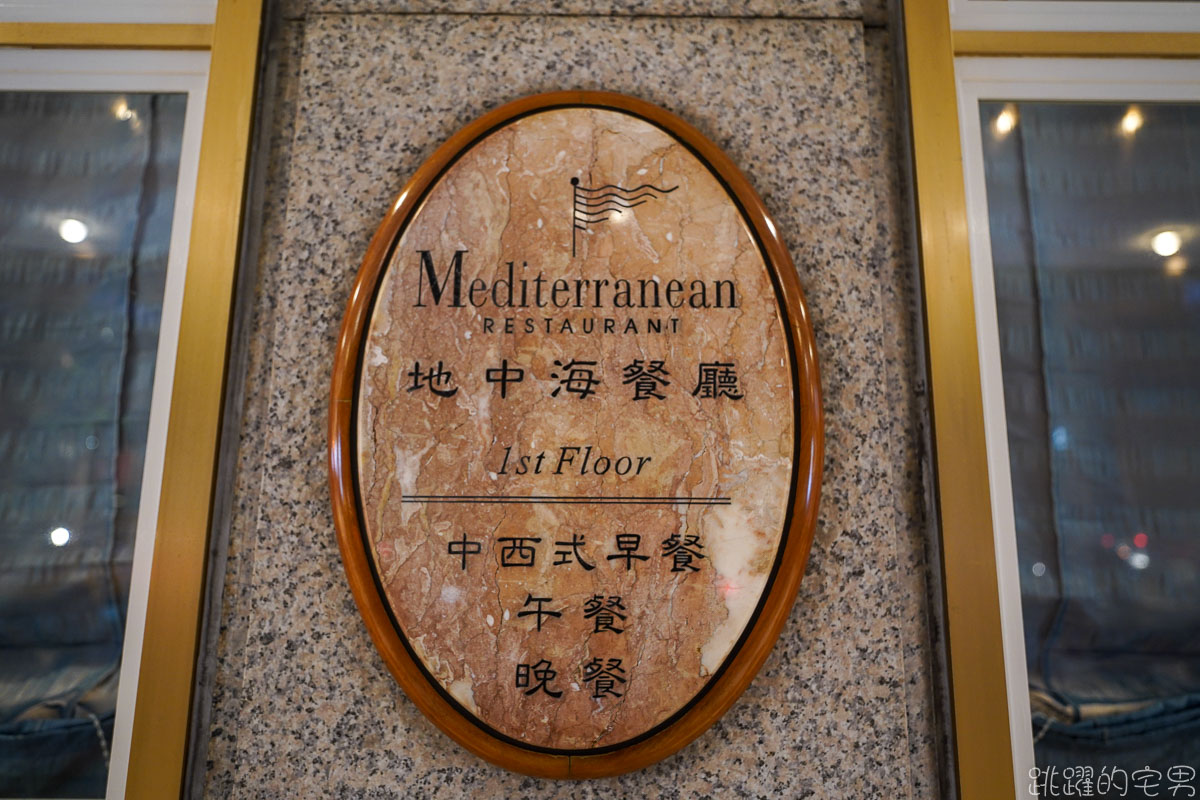 Mediterranean
RESTAURANT
地中海餐廳
1st Floor
中西式早餐
午餐
晚餐
跳躍的宅男